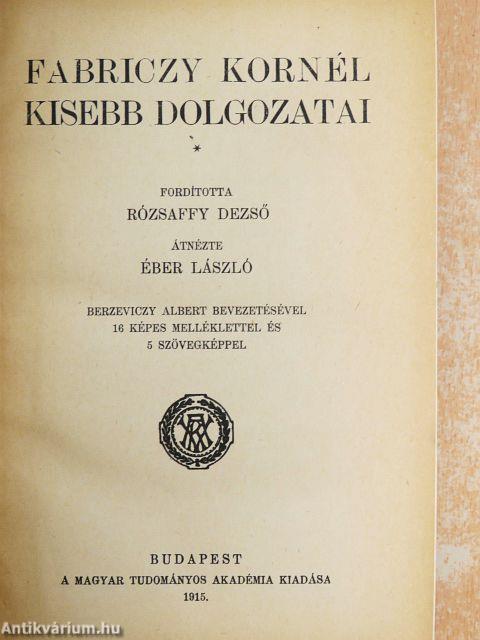 FABRICZY KORNÉL
KISEBB DOLGOZATAI
*
FORDÍTOTTA
RÓZSAFFY DEZSŐ
ÁTNÉZTE
ÉBER LÁSZLÓ
BERZEVICZY ALBERT BEVEZETÉSÉVEL
16 KÉPES MELLÉKLETTEL ÉS
5 SZÖVEGKÉPPEL
BUDAPEST
A MAGYAR TUDOMÁNYOS AKADÉMIA KIADÁSA
1915.
Antikvárium.hu